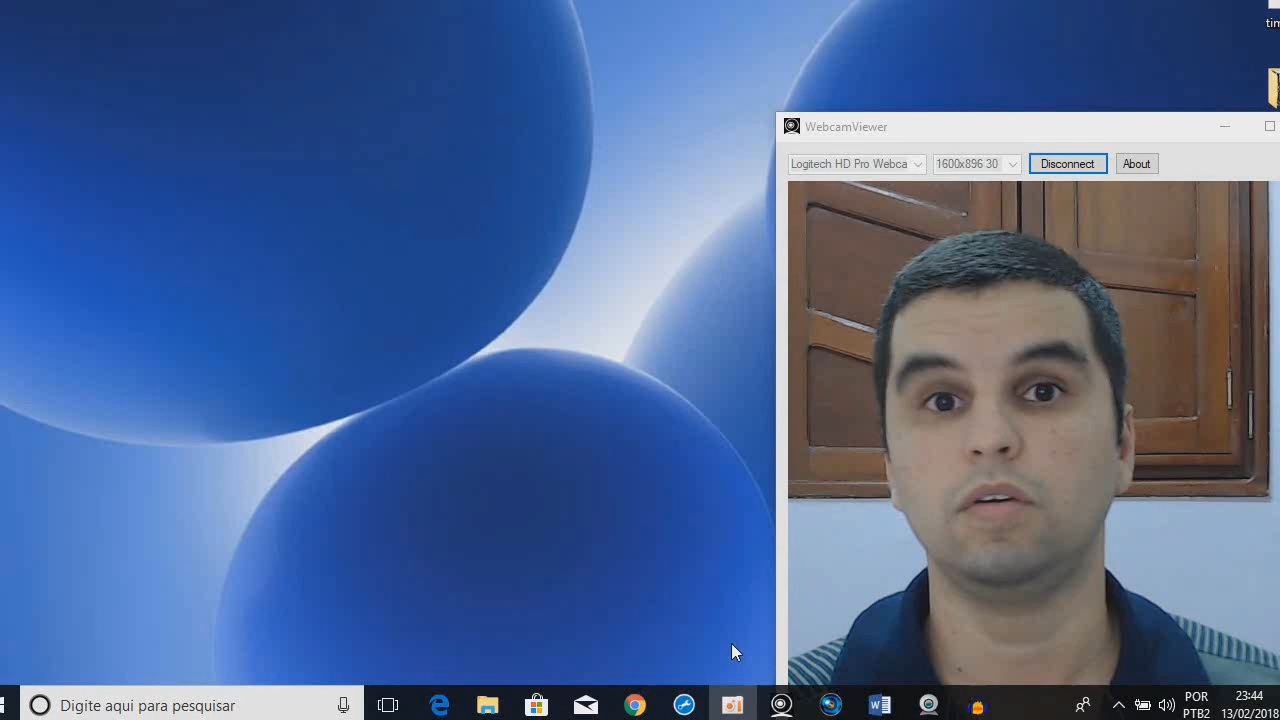 tim
WebcamViewer
Logitech HD Pro Webca
1600x896 30
Disconnect
About
Digite aqui para pesquisar
POR
PTB2
23:44
13/02/2018